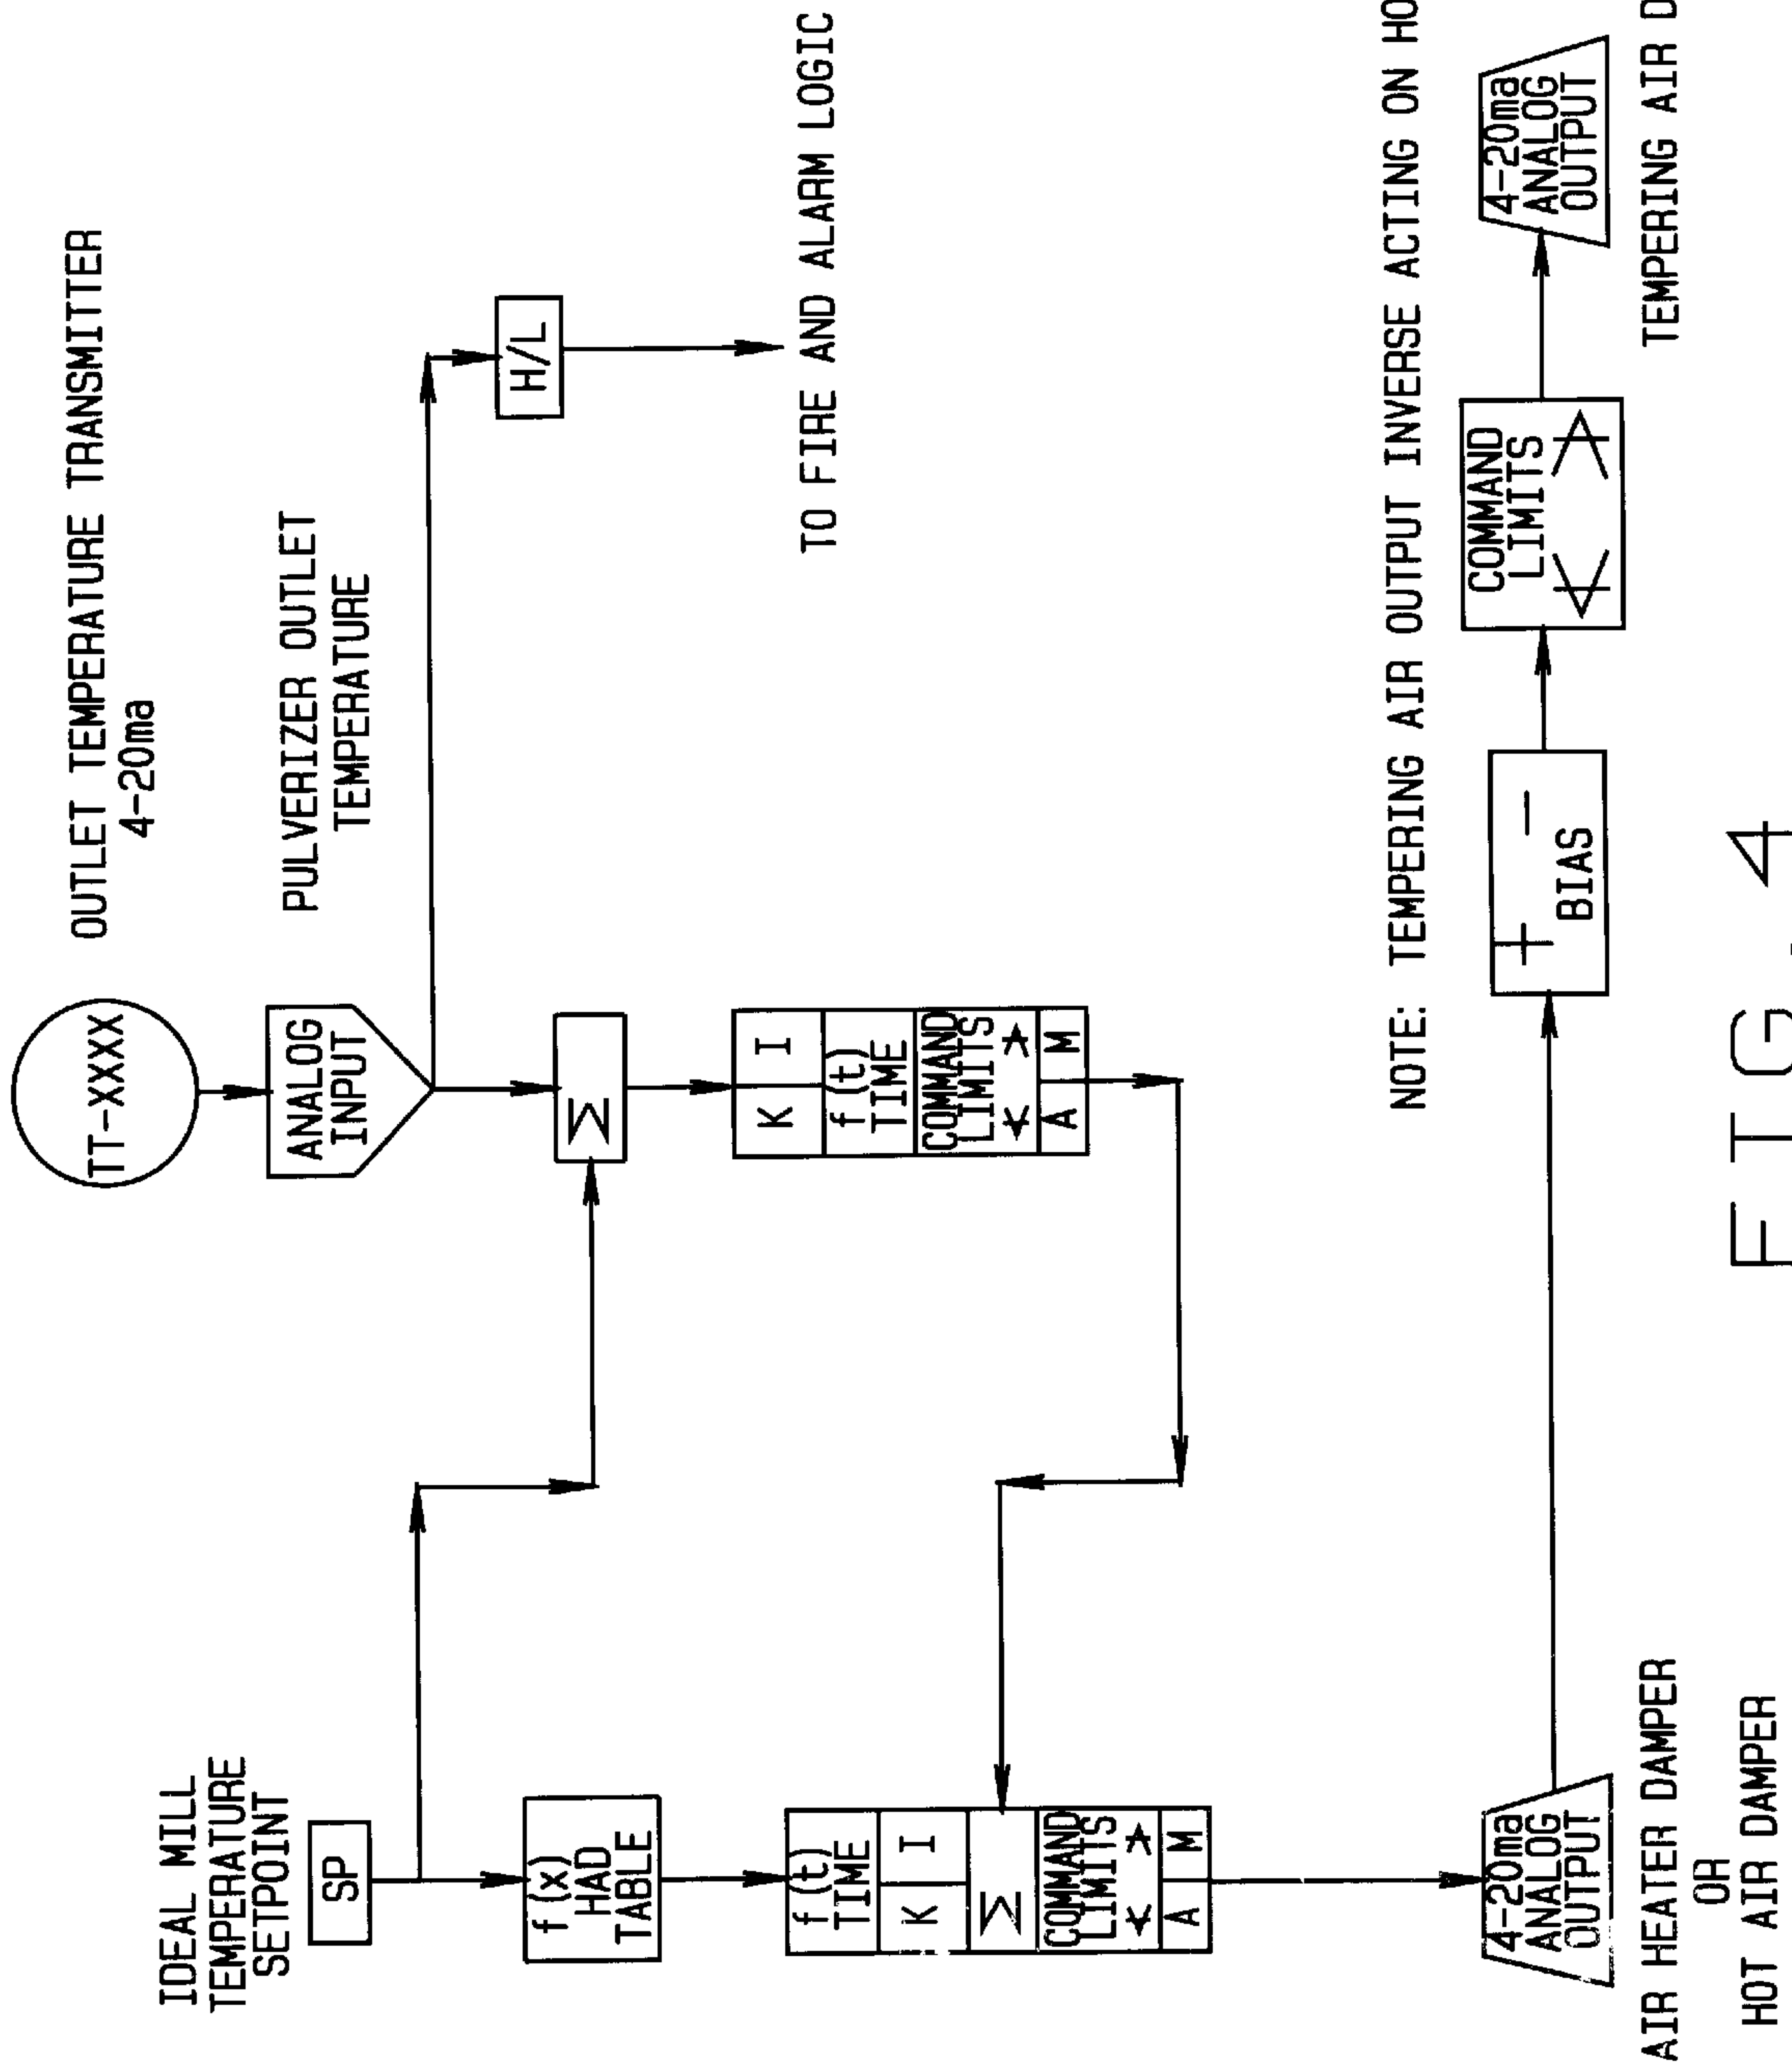 OUTLET TEMPERATURE TRANSMITTER
4-20ma
TT-XXXX
IDEAL MILL
TEMPERATURE
SETPOINT
SP
ANALOG
INPUT
PULVERIZER OUTLET
TEMPERATURE
H/L
f(x)
HAD
TABLE
Σ
TO FIRE AND ALARM LOGIC
K I
f(t)
TIME
COMMAND
LIMITS
A M
f(t)
TIME
K I
Σ
COMMAND
LIMITS
A M
NOTE: TEMPERING AIR OUTPUT INVERSE ACTING ON
4-20ma
ANALOG
OUTPUT
+ -
BIAS
COMMAND
LIMITS
4-20ma
ANALOG
OUTPUT
AIR HEATER DAMPER
OR
HOT AIR DAMPER
TEMPERING AIR
FIG. 4